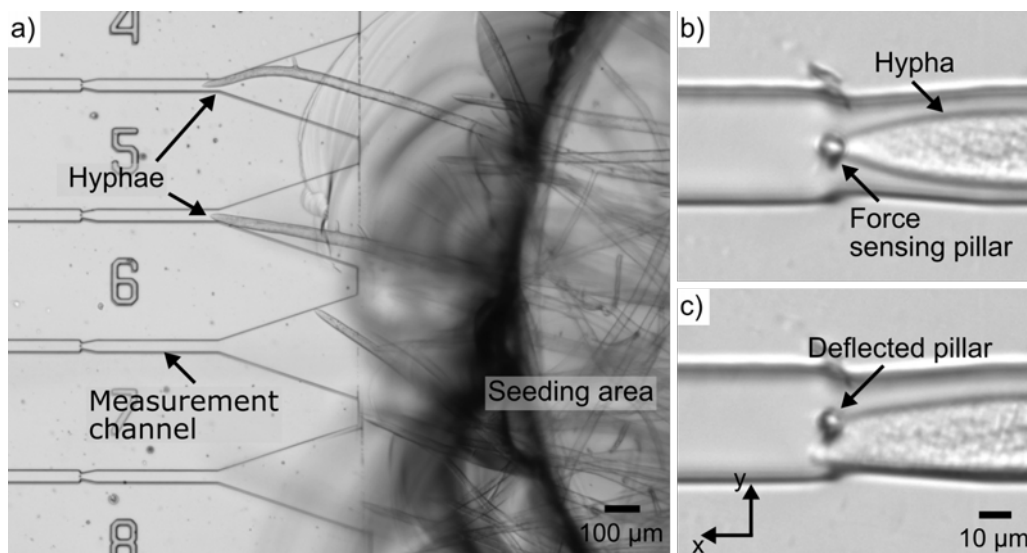 a)
4
Hyphae
5
6
Measurement
channel
7
8
Seeding area
100 µm
b)
Hypha
Force
sensing pillar
c)
Deflected pillar
y
x
10 µm